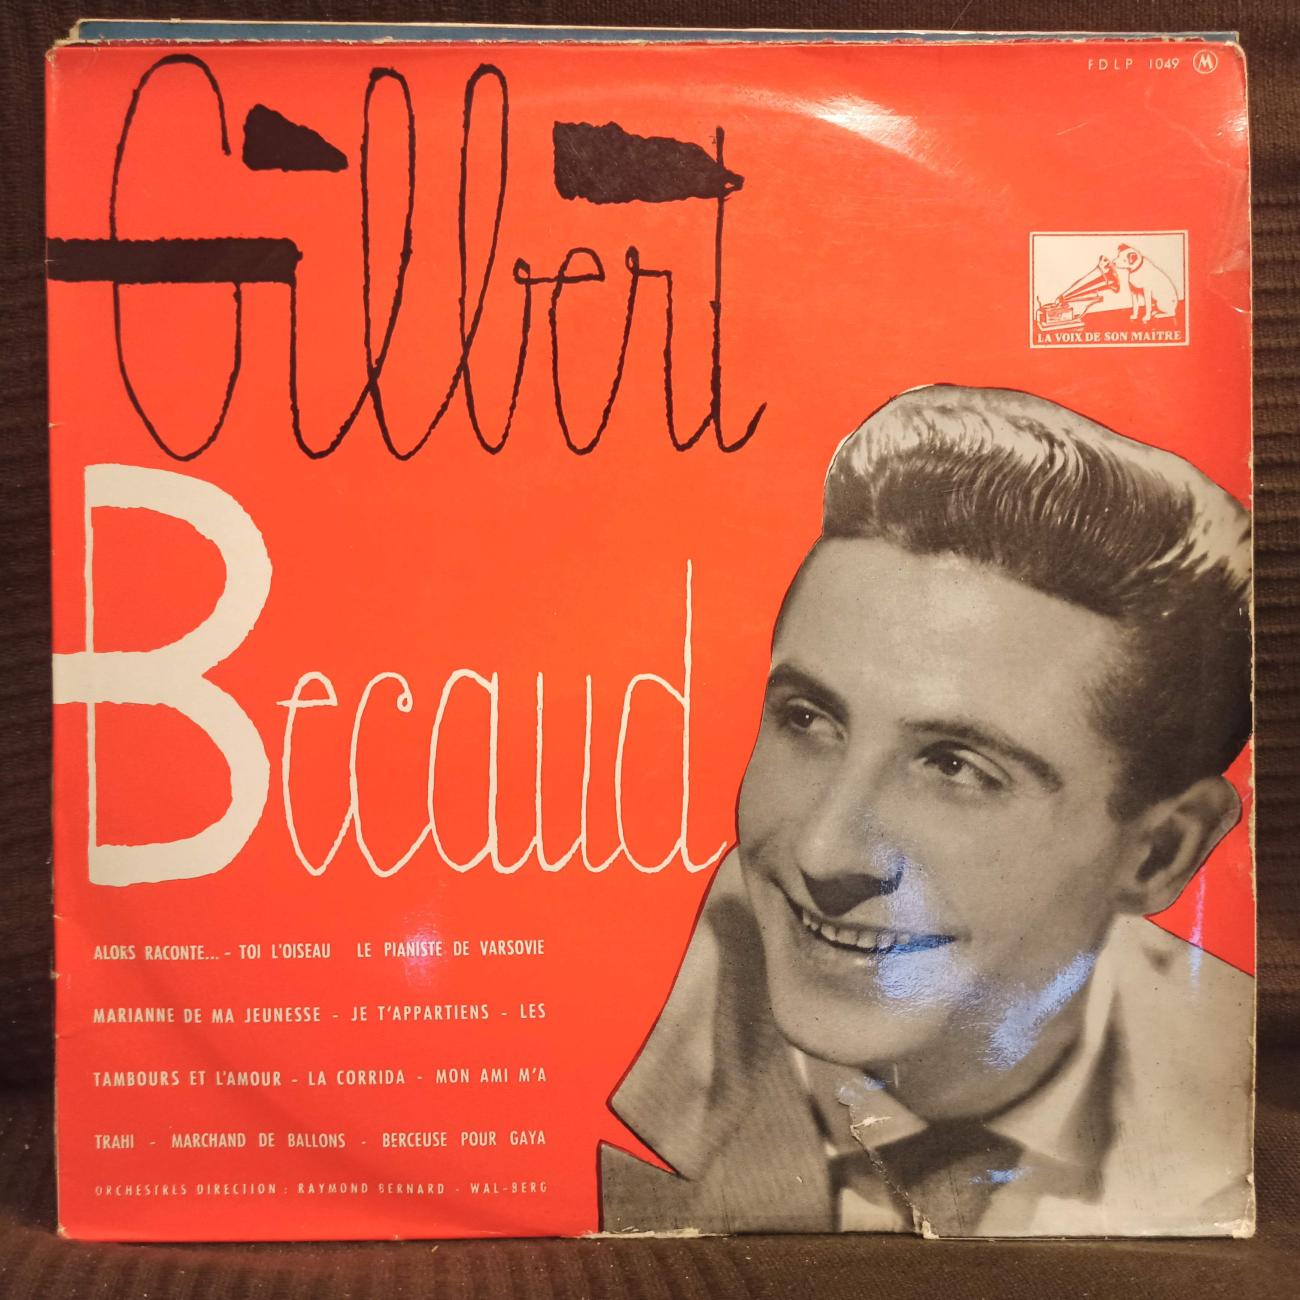 FDLP 1049 M
Gilbert
LA VOIX DE SON MAÎTRE
Becaud
ALORS RACONTE... - TOI L'OISEAU LE PIANISTE DE VARSOVIE
MARIANNE DE MA JEUNESSE - JE T'APPARTIENS - LES
TAMBOURS ET L'AMOUR - LA CORRIDA - MON AMI M'A
TRAHI - MARCHAND DE BALLONS - BERCEUSE POUR GAYA
ORCHESTRES DIRECTION : RAYMOND BERNARD - WAL-BERG